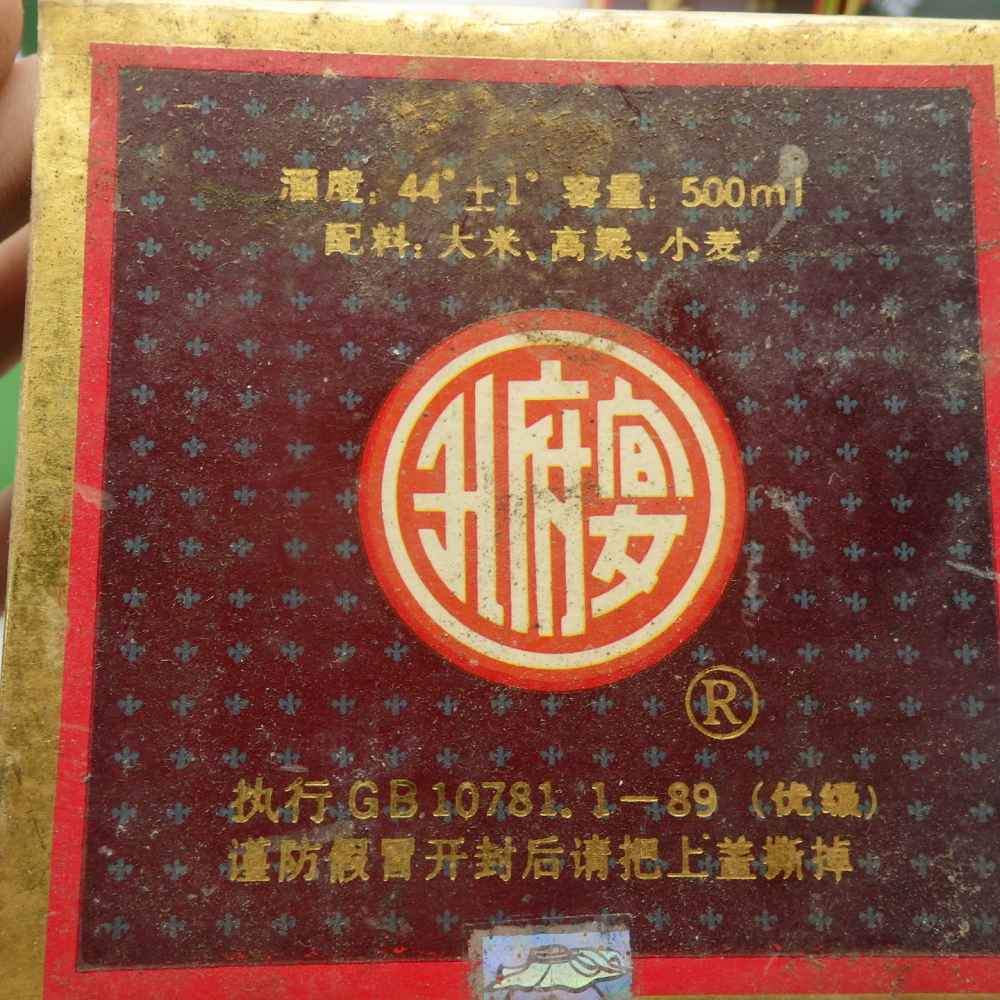 酒度：44°±1° 容量：500ml
配料：大米、高粱、小麦。
孔府宴
®
执行GB10781.1—89（优级）
谨防假冒开封后请把上盖撕掉